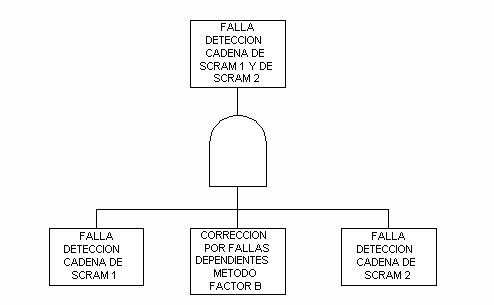 FALLA
DETECCION
CADENA DE
SCRAM 1 Y DE
SCRAM 2
FALLA
DETECCION
CADENA DE
SCRAM 1
CORRECCION
POR FALLAS
DEPENDIENTES
METODO
FACTOR B
FALLA
DETECCION
CADENA DE
SCRAM 2